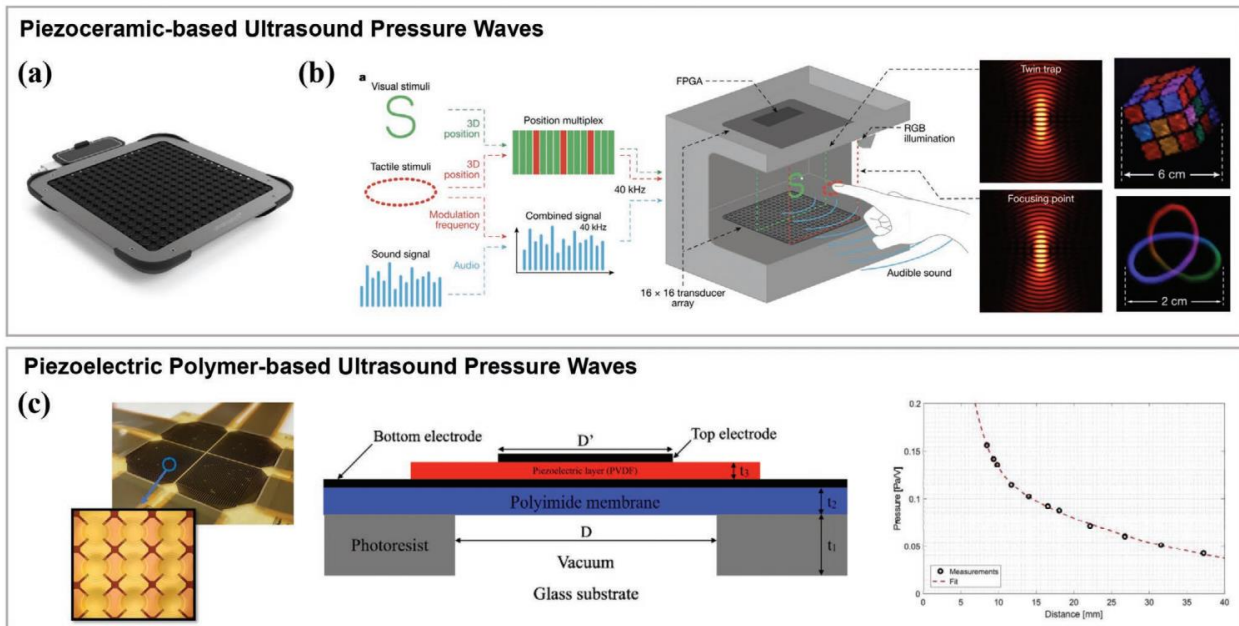 Piezoceramic-based Ultrasound Pressure Waves
(a)
(b)
a
Visual stimuli
S
3D
position
Tactile stimuli
3D
position
Modulation
frequency
Sound signal
Audio
Position multiplex
40 kHz
Combined signal
40 kHz
FPGA
S
16 × 16 transducer
array
RGB
illumination
Audible sound
Twin trap
Focusing point
6 cm
2 cm
Piezoelectric Polymer-based Ultrasound Pressure Waves
(c)
Bottom electrode
D'
Top electrode
Piezoelectric layer (PVDF)
t3
Polyimide membrane
t2
Photoresist
D
t1
Vacuum
Glass substrate
0.2
0.15
0.1
0.05
0
Pressure [Pa/V]
Measurements
Fit
0 5 10 15 20 25 30 35 40
Distance [mm]